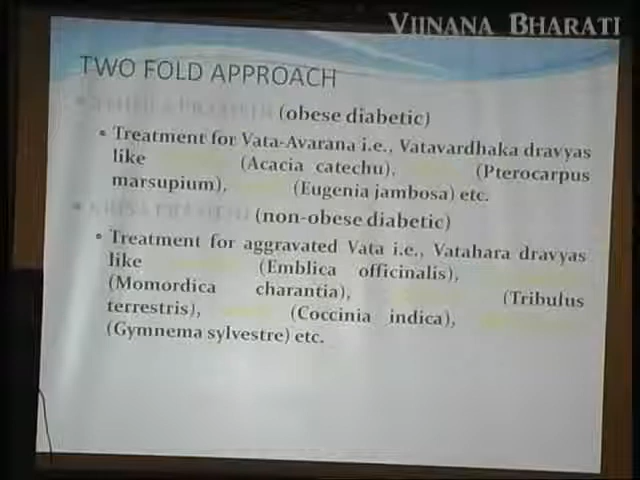 VIJNANA BHARATI
TWO FOLD APPROACH
(obese diabetic)
• Treatment for Vata-Avarana i.e., Vatavardhaka dravyas
like (Acacia catechu), (Pterocarpus
marsupium), (Eugenia jambosa) etc.
(non-obese diabetic)
• Treatment for aggravated Vata i.e., Vatahara dravyas
like (Emblica officinalis),
(Momordica charantia), (Tribulus
terrestris), (Coccinia indica),
(Gymnema sylvestre) etc.